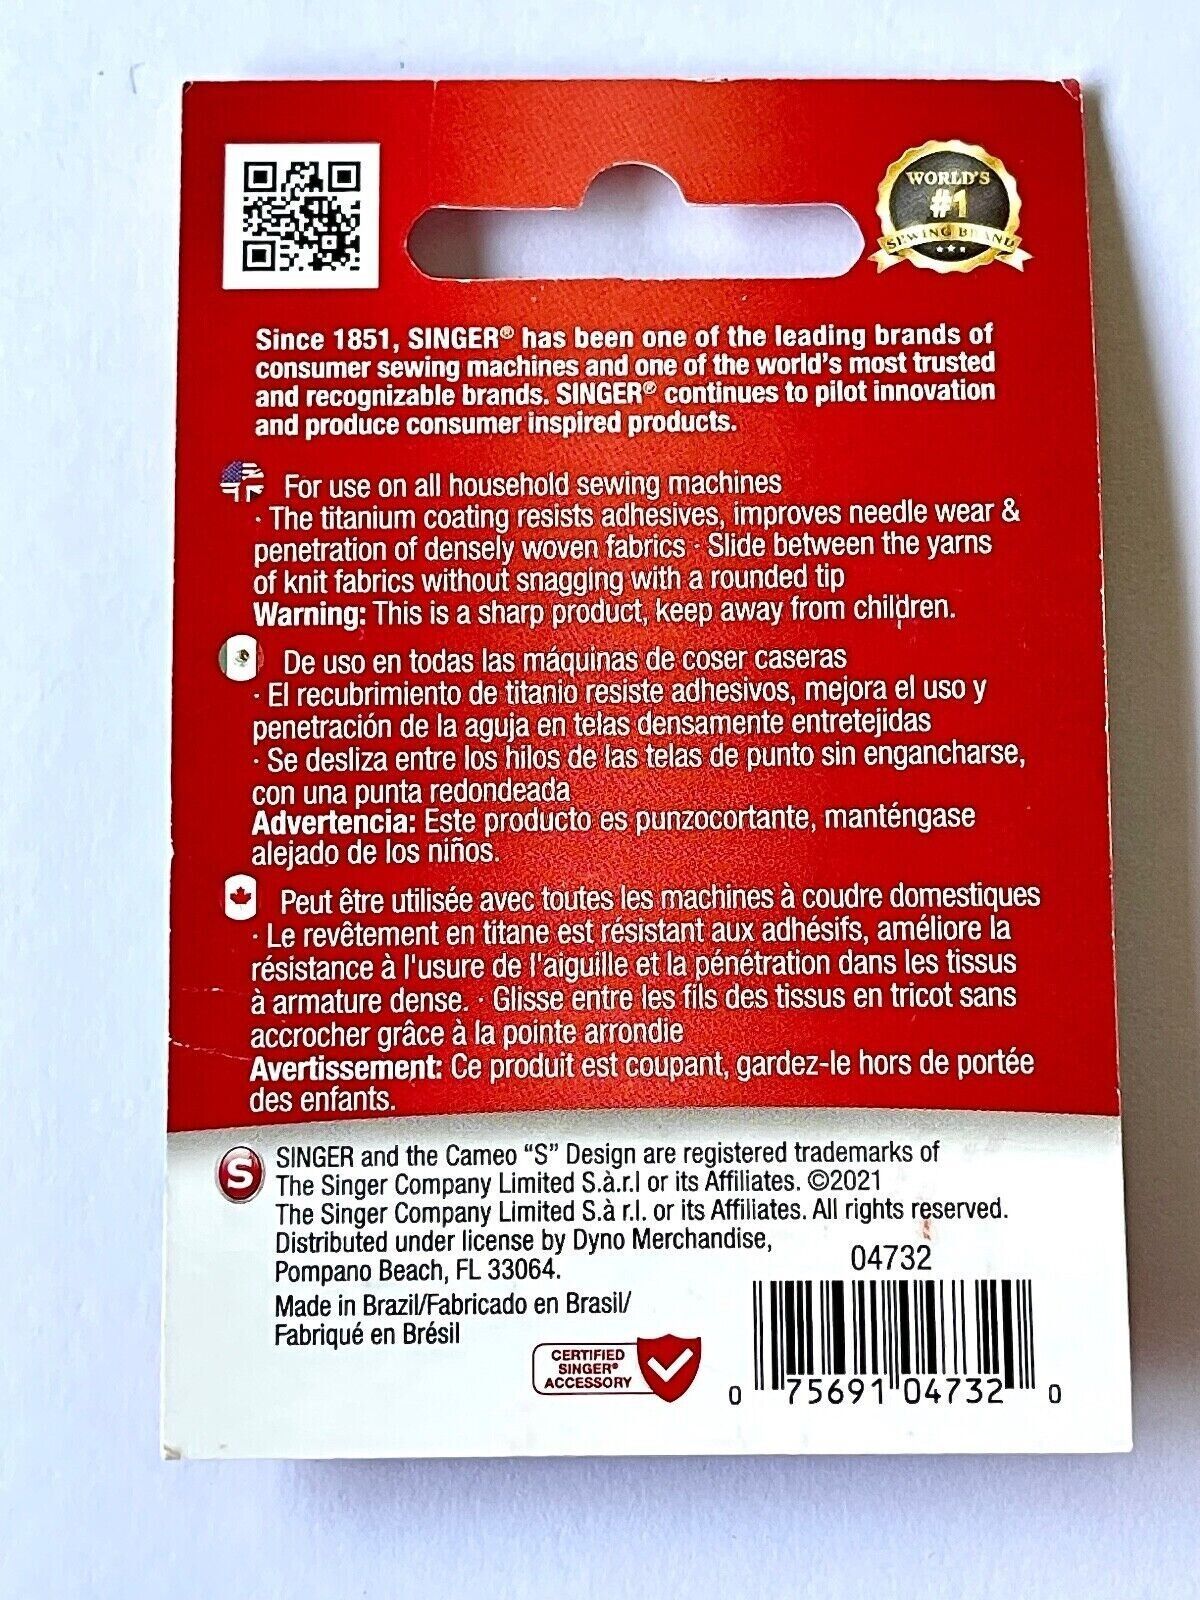 WORLD'S
#1
SEWING BRAND
Since 1851, SINGER® has been one of the leading brands of
consumer sewing machines and one of the world's most trusted
and recognizable brands. SINGER® continues to pilot innovation
and produce consumer inspired products.
For use on all household sewing machines
· The titanium coating resists adhesives, improves needle wear &
penetration of densely woven fabrics · Slide between the yarns
of knit fabrics without snagging with a rounded tip
Warning: This is a sharp product, keep away from children.
De uso en todas las máquinas de coser caseras
· El recubrimiento de titanio resiste adhesivos, mejora el uso y
penetración de la aguja en telas densamente entretejidas
· Se desliza entre los hilos de las telas de punto sin engancharse,
con una punta redondeada
Advertencia: Este producto es punzocortante, manténgase
alejado de los niños.
Peut être utilisée avec toutes les machines à coudre domestiques
· Le revêtement en titane est résistant aux adhésifs, améliore la
résistance à l'usure de l'aiguille et la pénétration dans les tissus
à armature dense. · Glisse entre les fils des tissus en tricot sans
accrocher grâce à la pointe arrondie
Avertissement: Ce produit est coupant, gardez-le hors de portée
des enfants.
S
SINGER and the Cameo “S” Design are registered trademarks of
The Singer Company Limited S.à.r.l or its Affiliates. ©2021
The Singer Company Limited S.à r.l. or its Affiliates. All rights reserved.
Distributed under license by Dyno Merchandise,
Pompano Beach, FL 33064.
Made in Brazil/Fabricado en Brasil/
Fabriqué en Brésil
CERTIFIED
SINGER®
ACCESSORY
04732
0 75691 04732 0